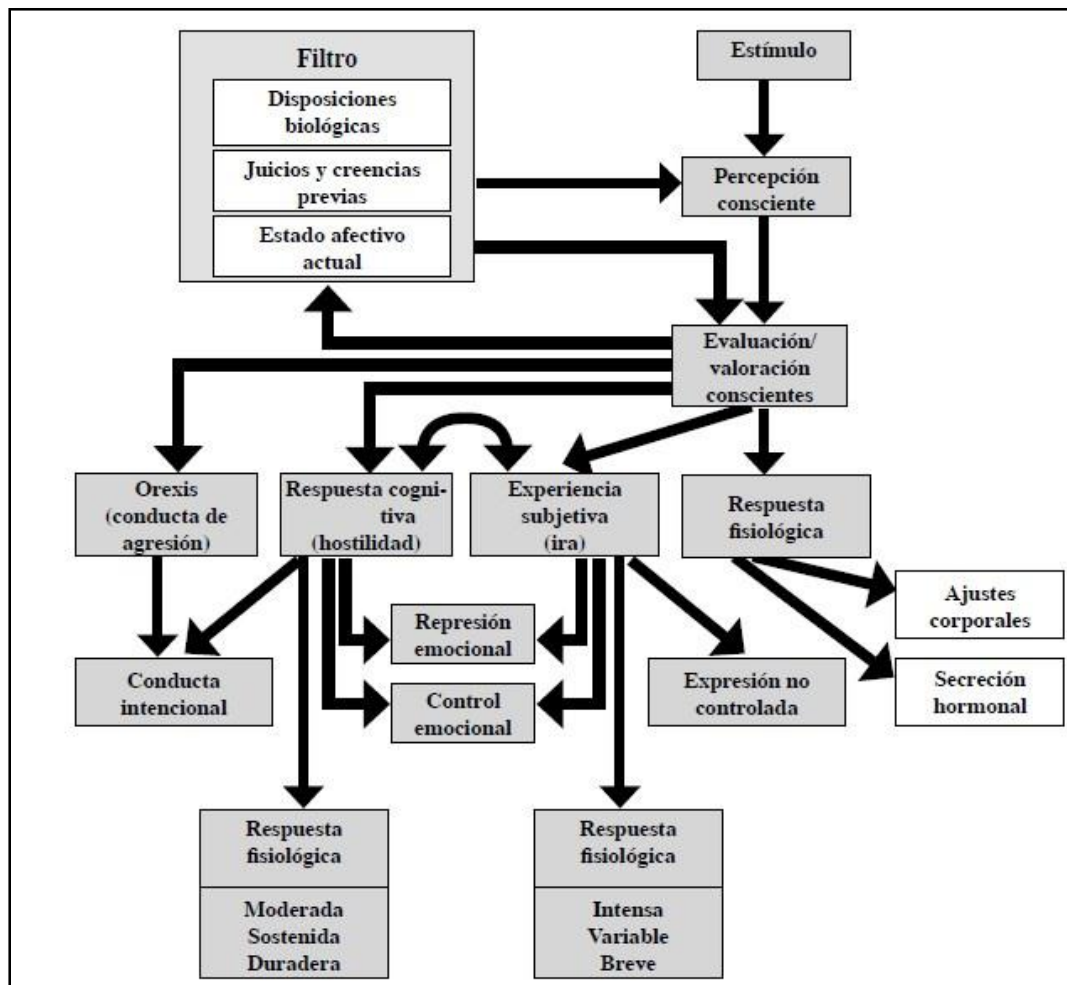 Filtro
Disposiciones
biológicas
Juicios y creencias
previas
Estado afectivo
actual
Estímulo
Percepción
consciente
Evaluación/
valoración
conscientes
Orexis
(conducta de
agresión)
Respuesta cogni-
tiva
(hostilidad)
Experiencia
subjetiva
(ira)
Respuesta
fisiológica
Ajustes
corporales
Secreción
hormonal
Conducta
intencional
Represión
emocional
Control
emocional
Expresión no
controlada
Respuesta
fisiológica
Moderada
Sostenida
Duradera
Respuesta
fisiológica
Intensa
Variable
Breve